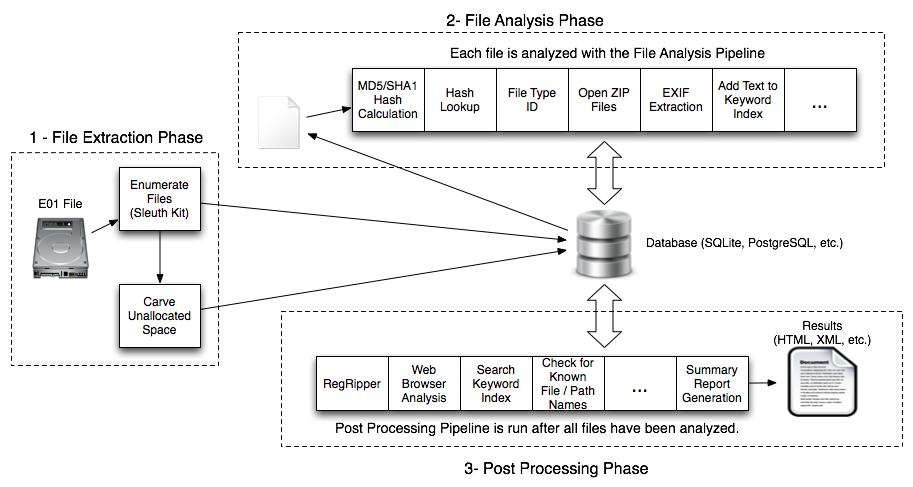 2- File Analysis Phase
Each file is analyzed with the File Analysis Pipeline
MD5/SHA1
Hash
Calculation
Hash
Lookup
File Type
ID
Open ZIP
Files
EXIF
Extraction
Add Text to
Keyword
Index
...
1 - File Extraction Phase
E01 File
Enumerate
Files
(Sleuth Kit)
Carve
Unallocated
Space
Database (SQLite, PostgreSQL, etc.)
RegRipper
Web
Browser
Analysis
Search
Keyword
Index
Check for
Known
File / Path
Names
...
Summary
Report
Generation
Results
(HTML, XML, etc.)
Document
Post Processing Pipeline is run after all files have been analyzed.
3- Post Processing Phase